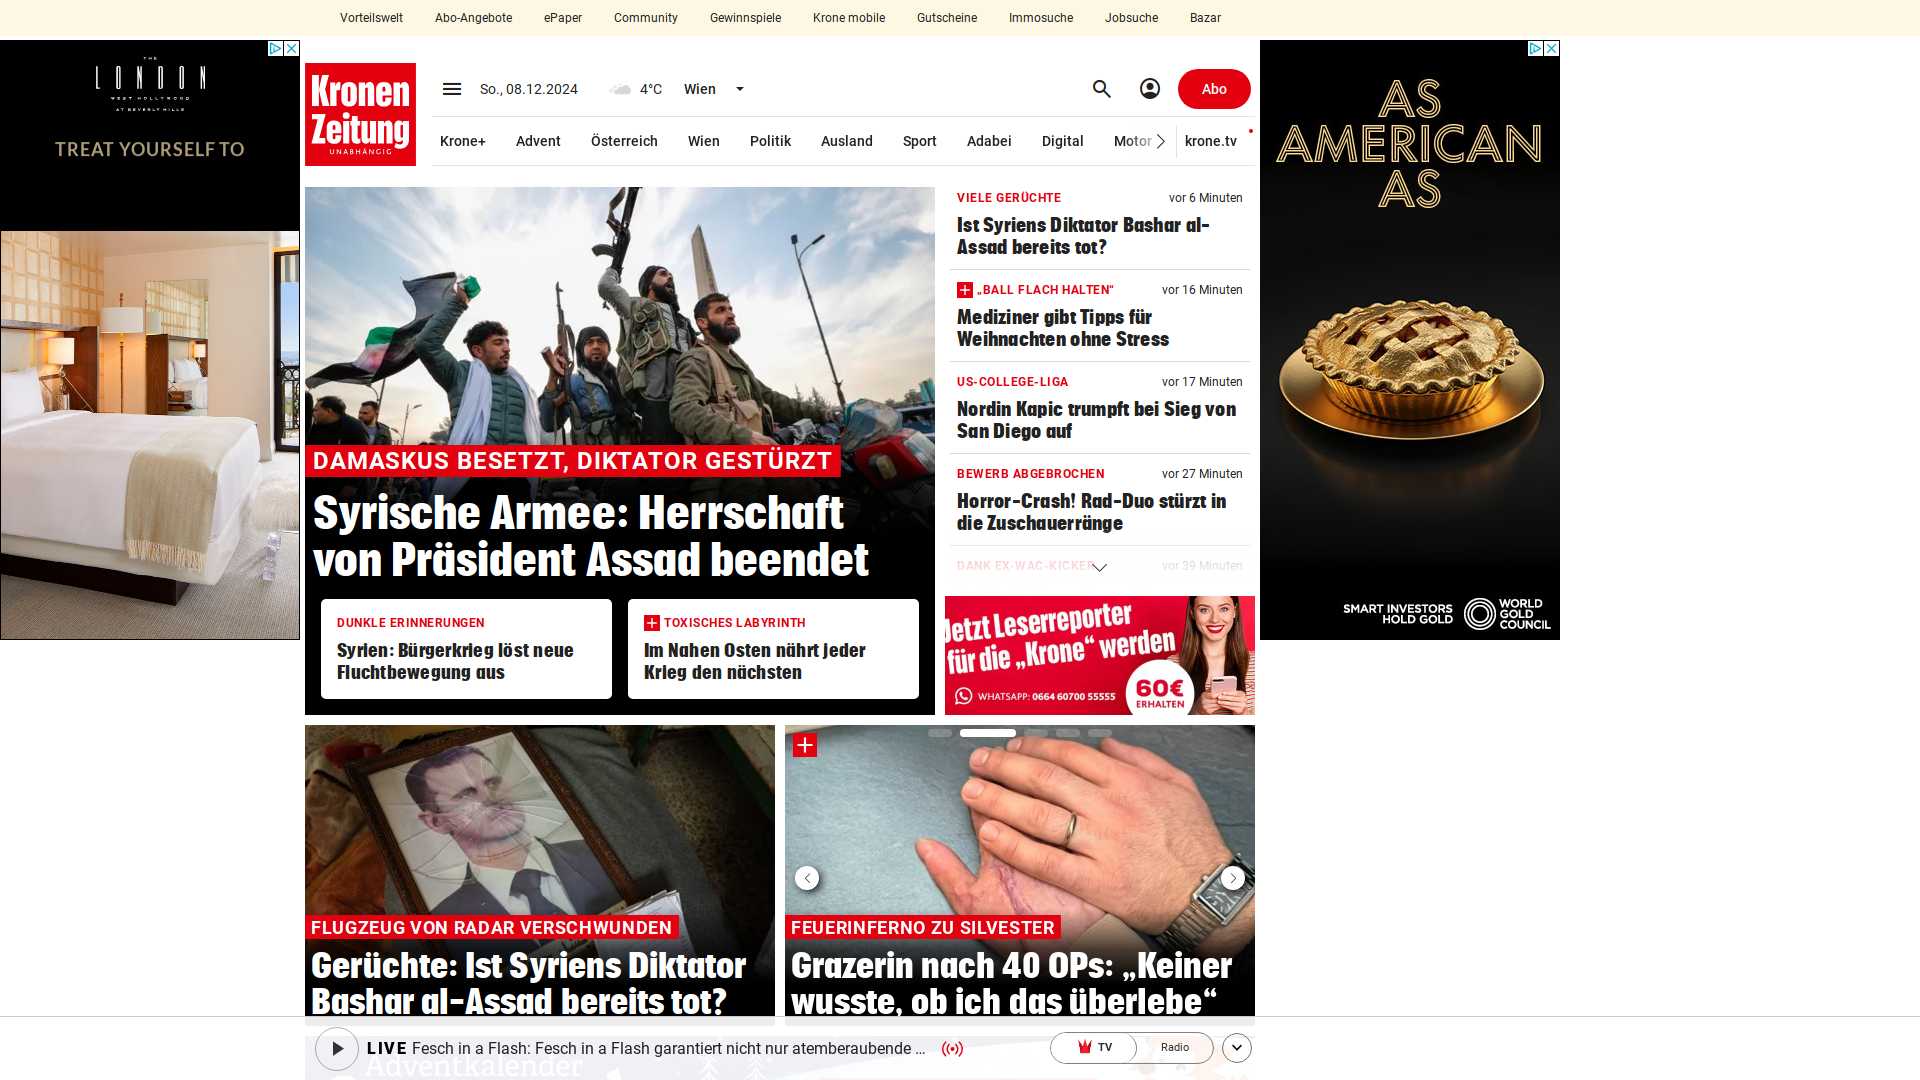 Vorteilswelt
Abo-Angebote
ePaper
Community
Gewinnspiele
Krone mobile
Gutscheine
Immosuche
Jobsuche
Bazar
THE
LONDON
WEST HOLLYWOOD
AT BEVERLY HILLS
TREAT YOURSELF TO
Kronen
Zeitung
UNABHÄNGIG
So., 08.12.2024
4°C
Wien
Abo
Krone+
Advent
Österreich
Wien
Politik
Ausland
Sport
Adabei
Digital
Motor
krone.tv
DAMASKUS BESETZT, DIKTATOR GESTÜRZT
Syrische Armee: Herrschaft
von Präsident Assad beendet
DUNKLE ERINNERUNGEN
Syrien: Bürgerkrieg löst neue
Fluchtbewegung aus
TOXISCHES LABYRINTH
Im Nahen Osten nährt jeder
Krieg den nächsten
VIELE GERÜCHTE
vor 6 Minuten
Ist Syriens Diktator Bashar al-
Assad bereits tot?
„BALL FLACH HALTEN“
vor 16 Minuten
Mediziner gibt Tipps für
Weihnachten ohne Stress
US-COLLEGE-LIGA
vor 17 Minuten
Nordin Kapic trumpft bei Sieg von
San Diego auf
BEWERB ABGEBROCHEN
vor 27 Minuten
Horror-Crash! Rad-Duo stürzt in
die Zuschauerränge
DANK EX-WAC-KICKER
vor 39 Minuten
Jetzt Leserreporter
für die „Krone“ werden
WHATSAPP: 0664 60700 55555
60€
ERHALTEN
AS
AMERICAN
AS
SMART INVESTORS
HOLD GOLD
WORLD
GOLD
COUNCIL
FLUGZEUG VON RADAR VERSCHWUNDEN
Gerüchte: Ist Syriens Diktator
Bashar al-Assad bereits tot?
FEUERINFERNO ZU SILVESTER
Grazerin nach 40 OPs: „Keiner
wusste, ob ich das überlebe“
LIVE Fesch in a Flash: Fesch in a Flash garantiert nicht nur atemberaubende ...
TV
Radio
Adventkalender